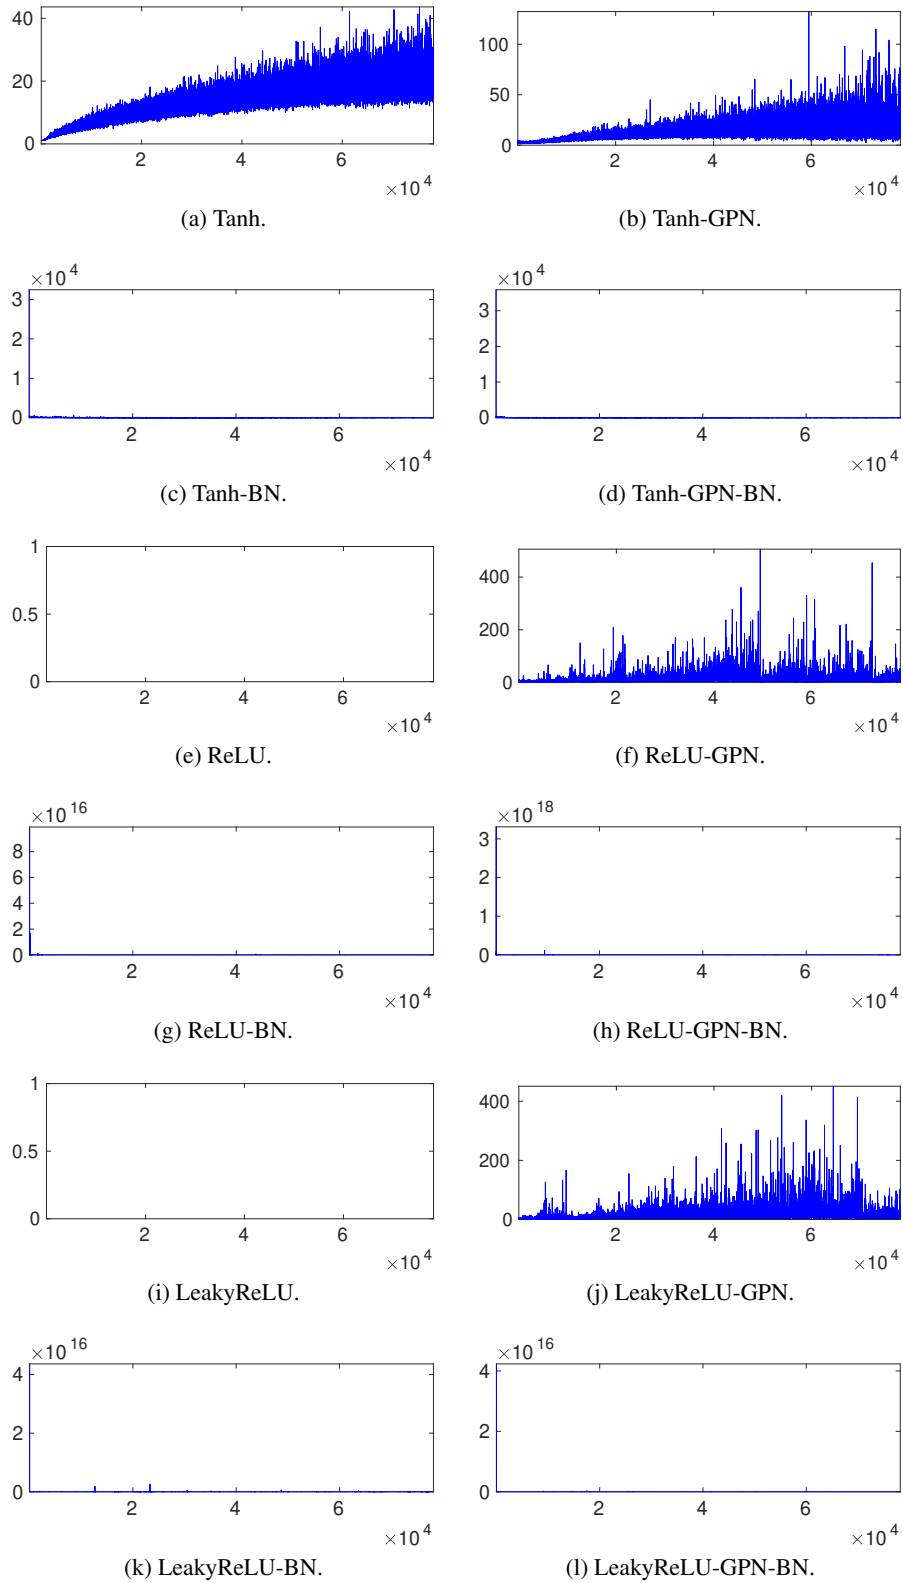 40
20
0
2 4 6
×10 4
(a) Tanh.
100
50
0
2 4 6
×10 4
(b) Tanh-GPN.
×10 4
3
2
1
0
2 4 6
×10 4
(c) Tanh-BN.
×10 4
3
2
1
0
2 4 6
×10 4
(d) Tanh-GPN-BN.
1
0.5
0
2 4 6
×10 4
(e) ReLU.
400
200
0
2 4 6
×10 4
(f) ReLU-GPN.
×10 16
8
6
4
2
0
2 4 6
×10 4
(g) ReLU-BN.
×10 18
3
2
1
0
2 4 6
×10 4
(h) ReLU-GPN-BN.
1
0.5
0
2 4 6
×10 4
(i) LeakyReLU.
400
200
0
2 4 6
×10 4
(j) LeakyReLU-GPN.
×10 16
4
2
0
2 4 6
×10 4
(k) LeakyReLU-BN.
×10 16
4
2
0
2 4 6
×10 4
(l) LeakyReLU-GPN-BN.